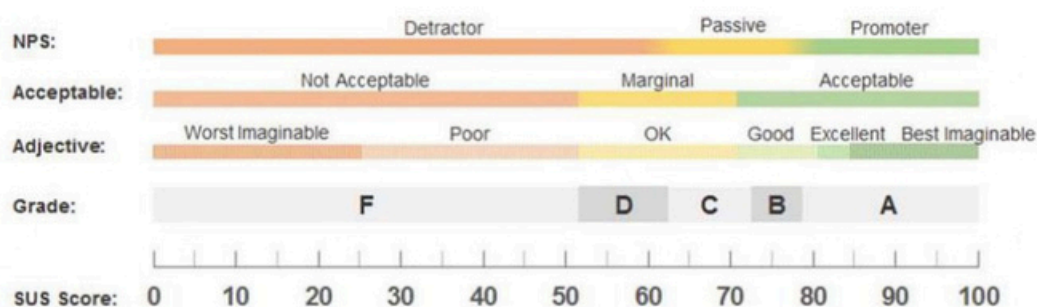 NPS: Detractor Passive Promoter
Acceptable: Not Acceptable Marginal Acceptable
Adjective: Worst Imaginable Poor OK Good Excellent Best Imaginable
Grade: F D C B A
SUS Score: 0 10 20 30 40 50 60 70 80 90 100